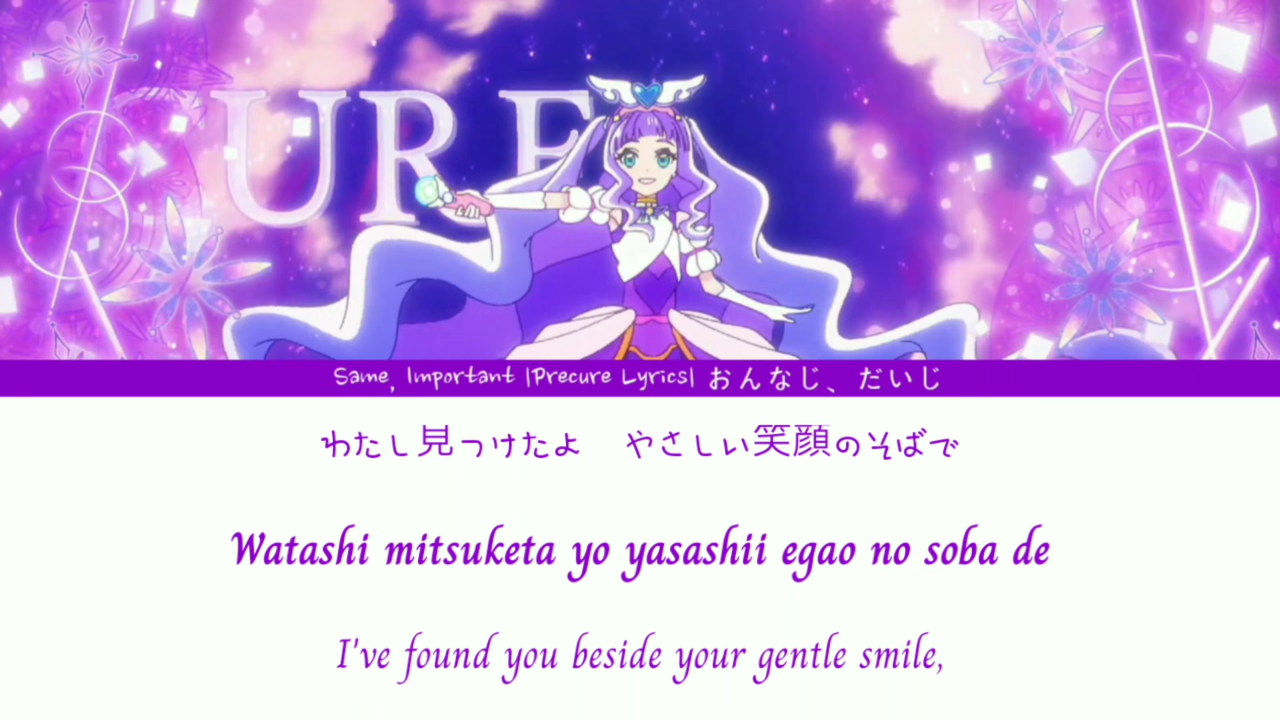 URE
Same, Important |Precure Lyrics| おんなじ、だいじ
わたし見つけたよ　やさしい笑顔のそばで
Watashi mitsuketa yo yasashii egao no soba de
I've found you beside your gentle smile,